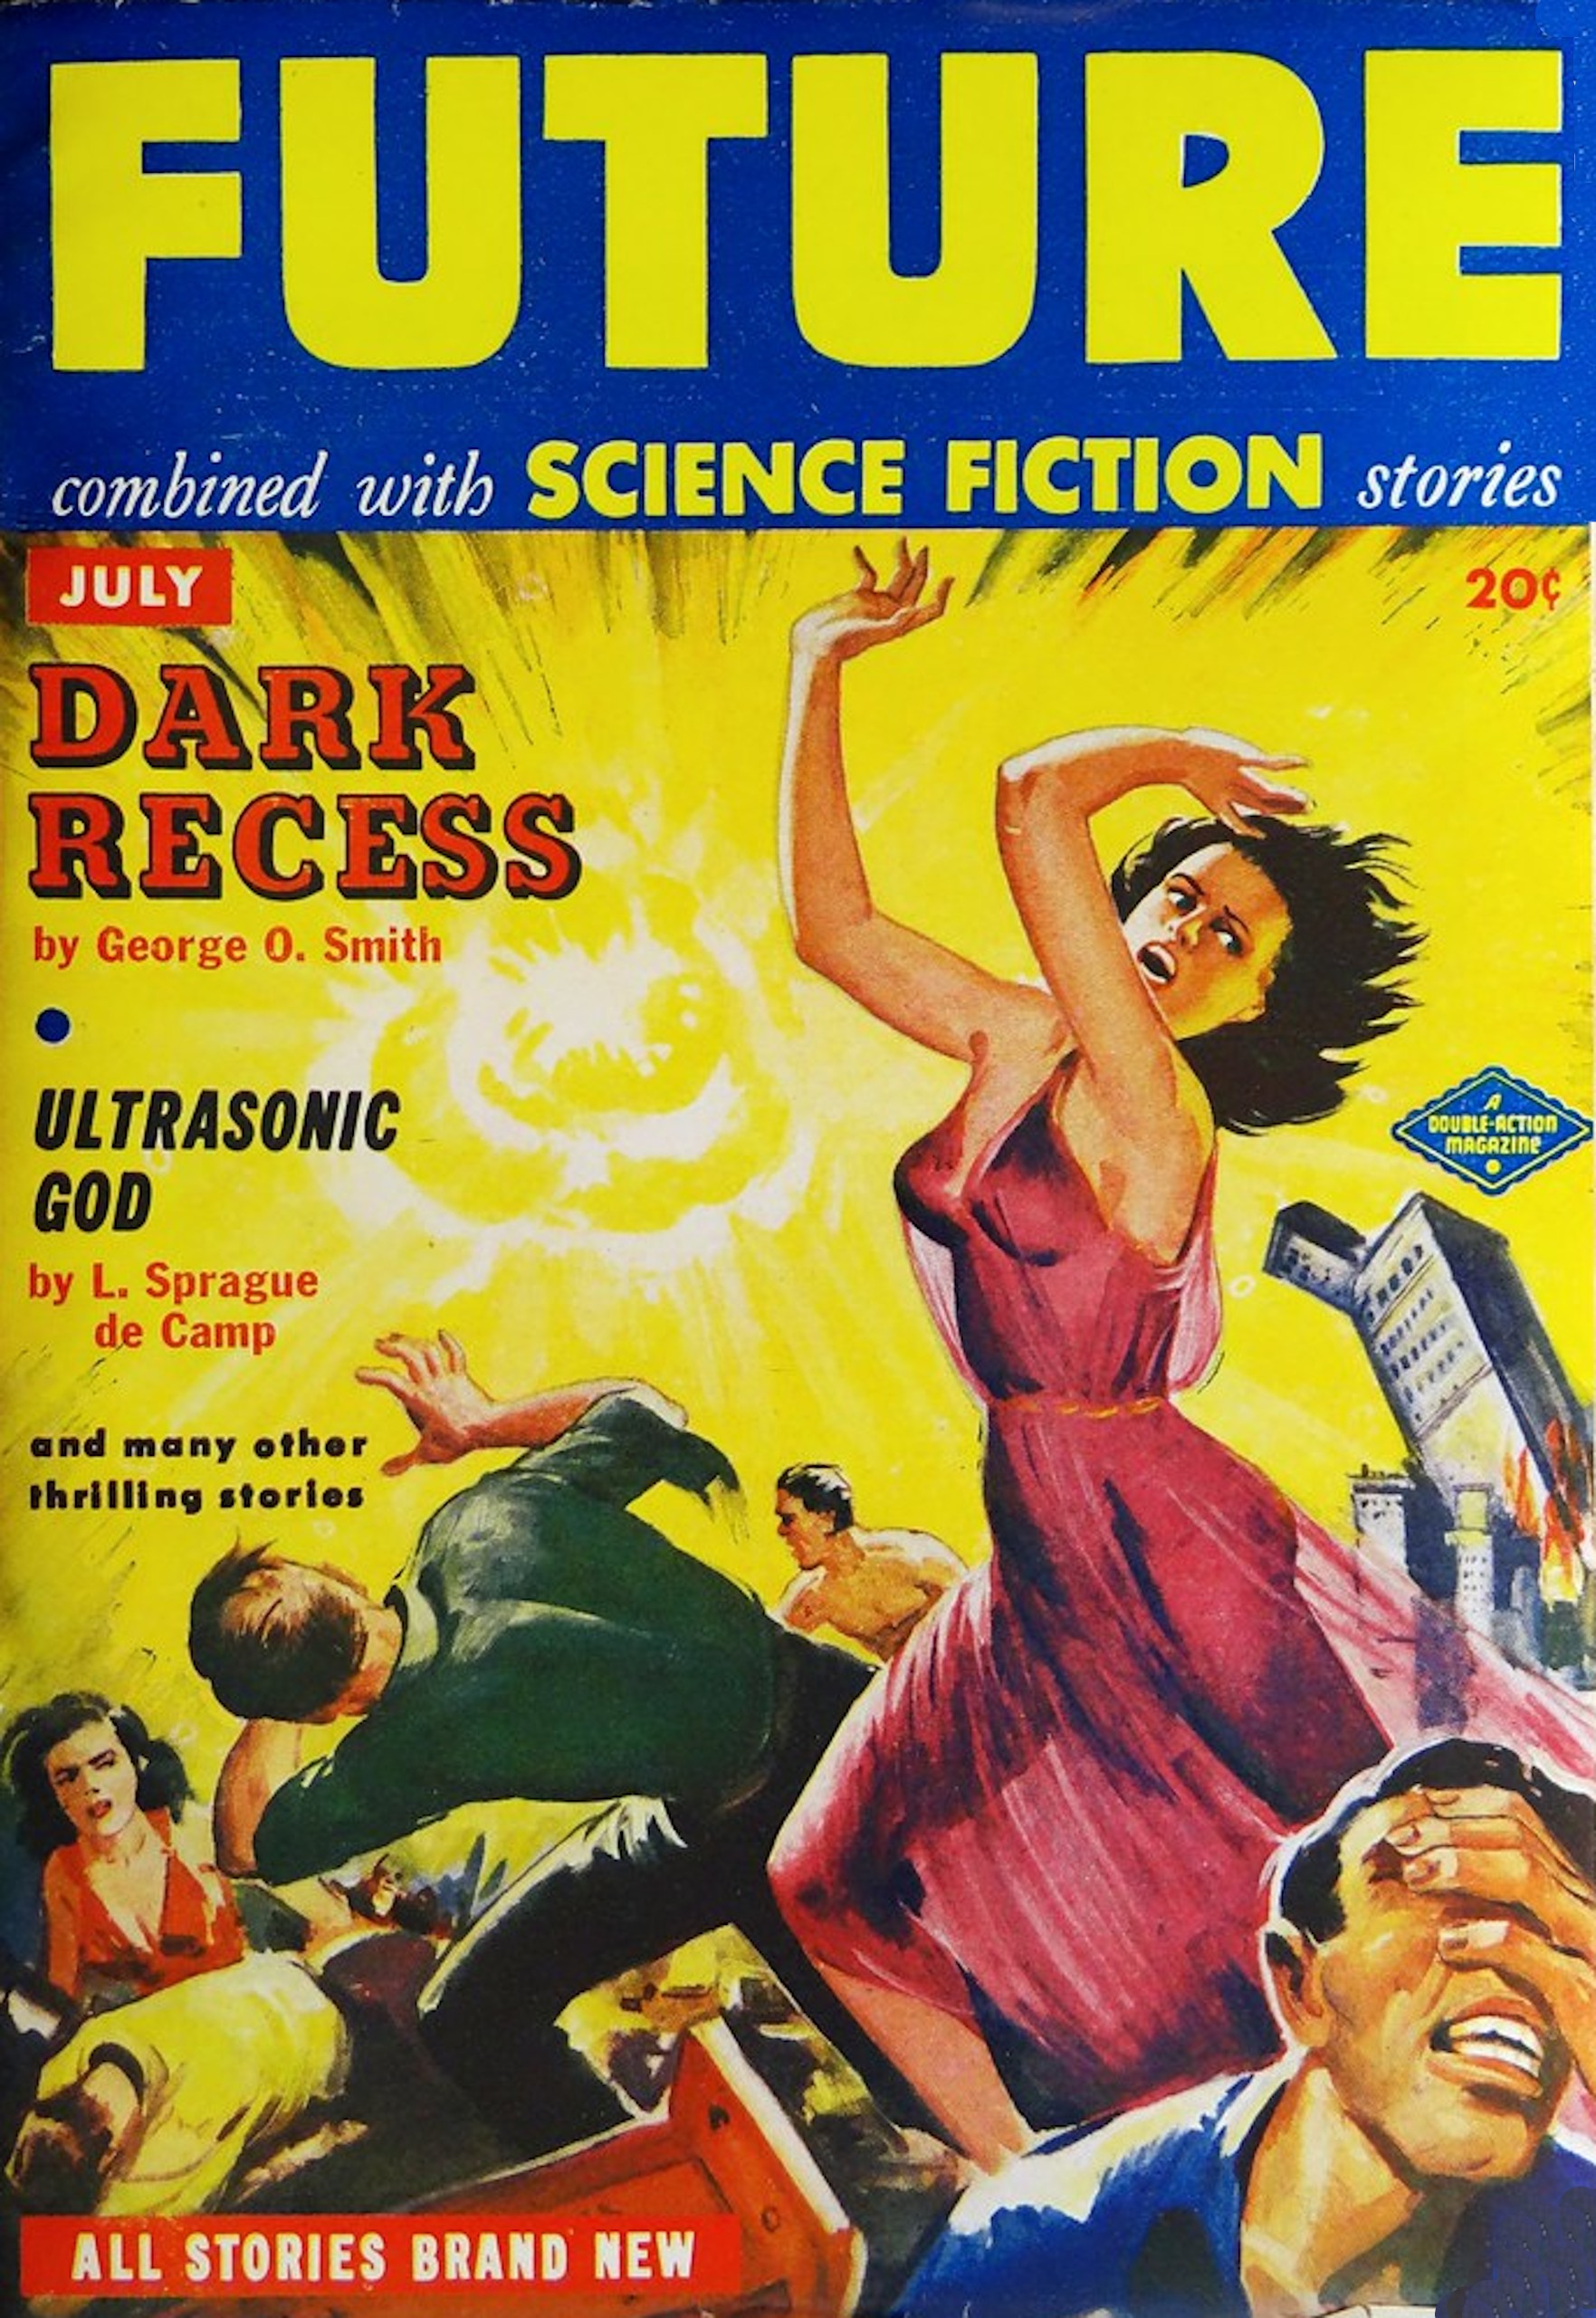 FUTURE
combined with SCIENCE FICTION stories
JULY
20¢
DARK
RECESS
by George O. Smith
ULTRASONIC
GOD
by L. Sprague
de Camp
and many other
thrilling stories
A
DOUBLE-ACTION
MAGAZINE
ALL STORIES BRAND NEW